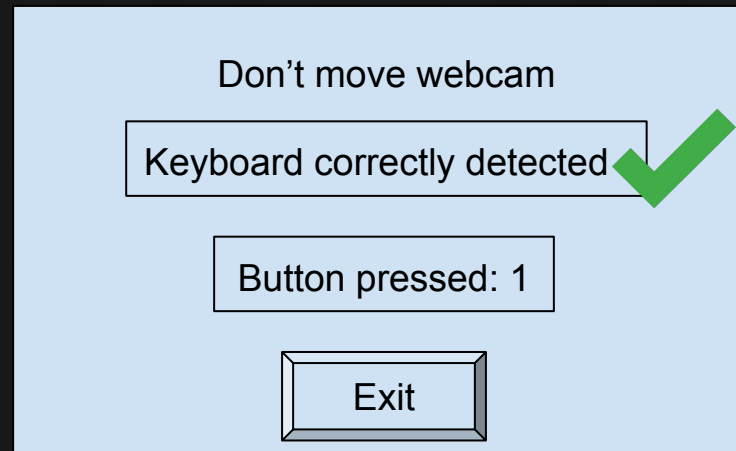 Don’t move webcam
Keyboard correctly detected
Button pressed: 1
Exit